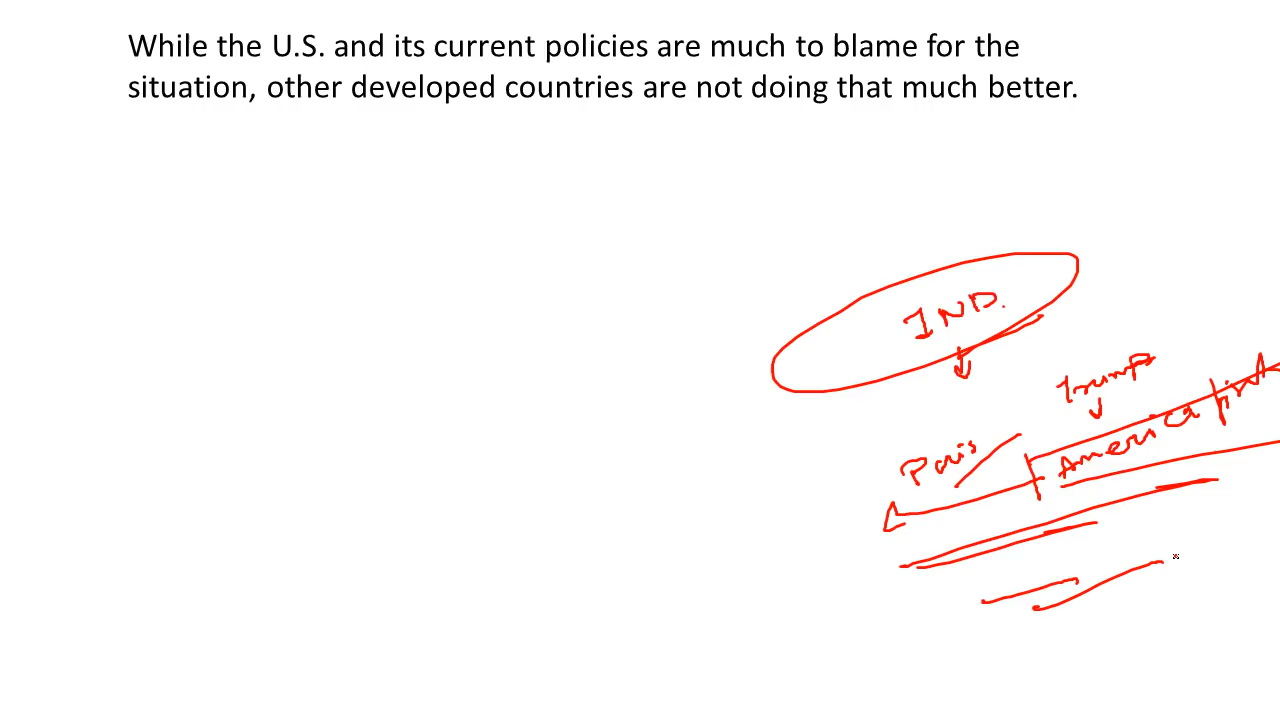 While the U.S. and its current policies are much to blame for the
situation, other developed countries are not doing that much better.
IND.
Trump
America first
Paris